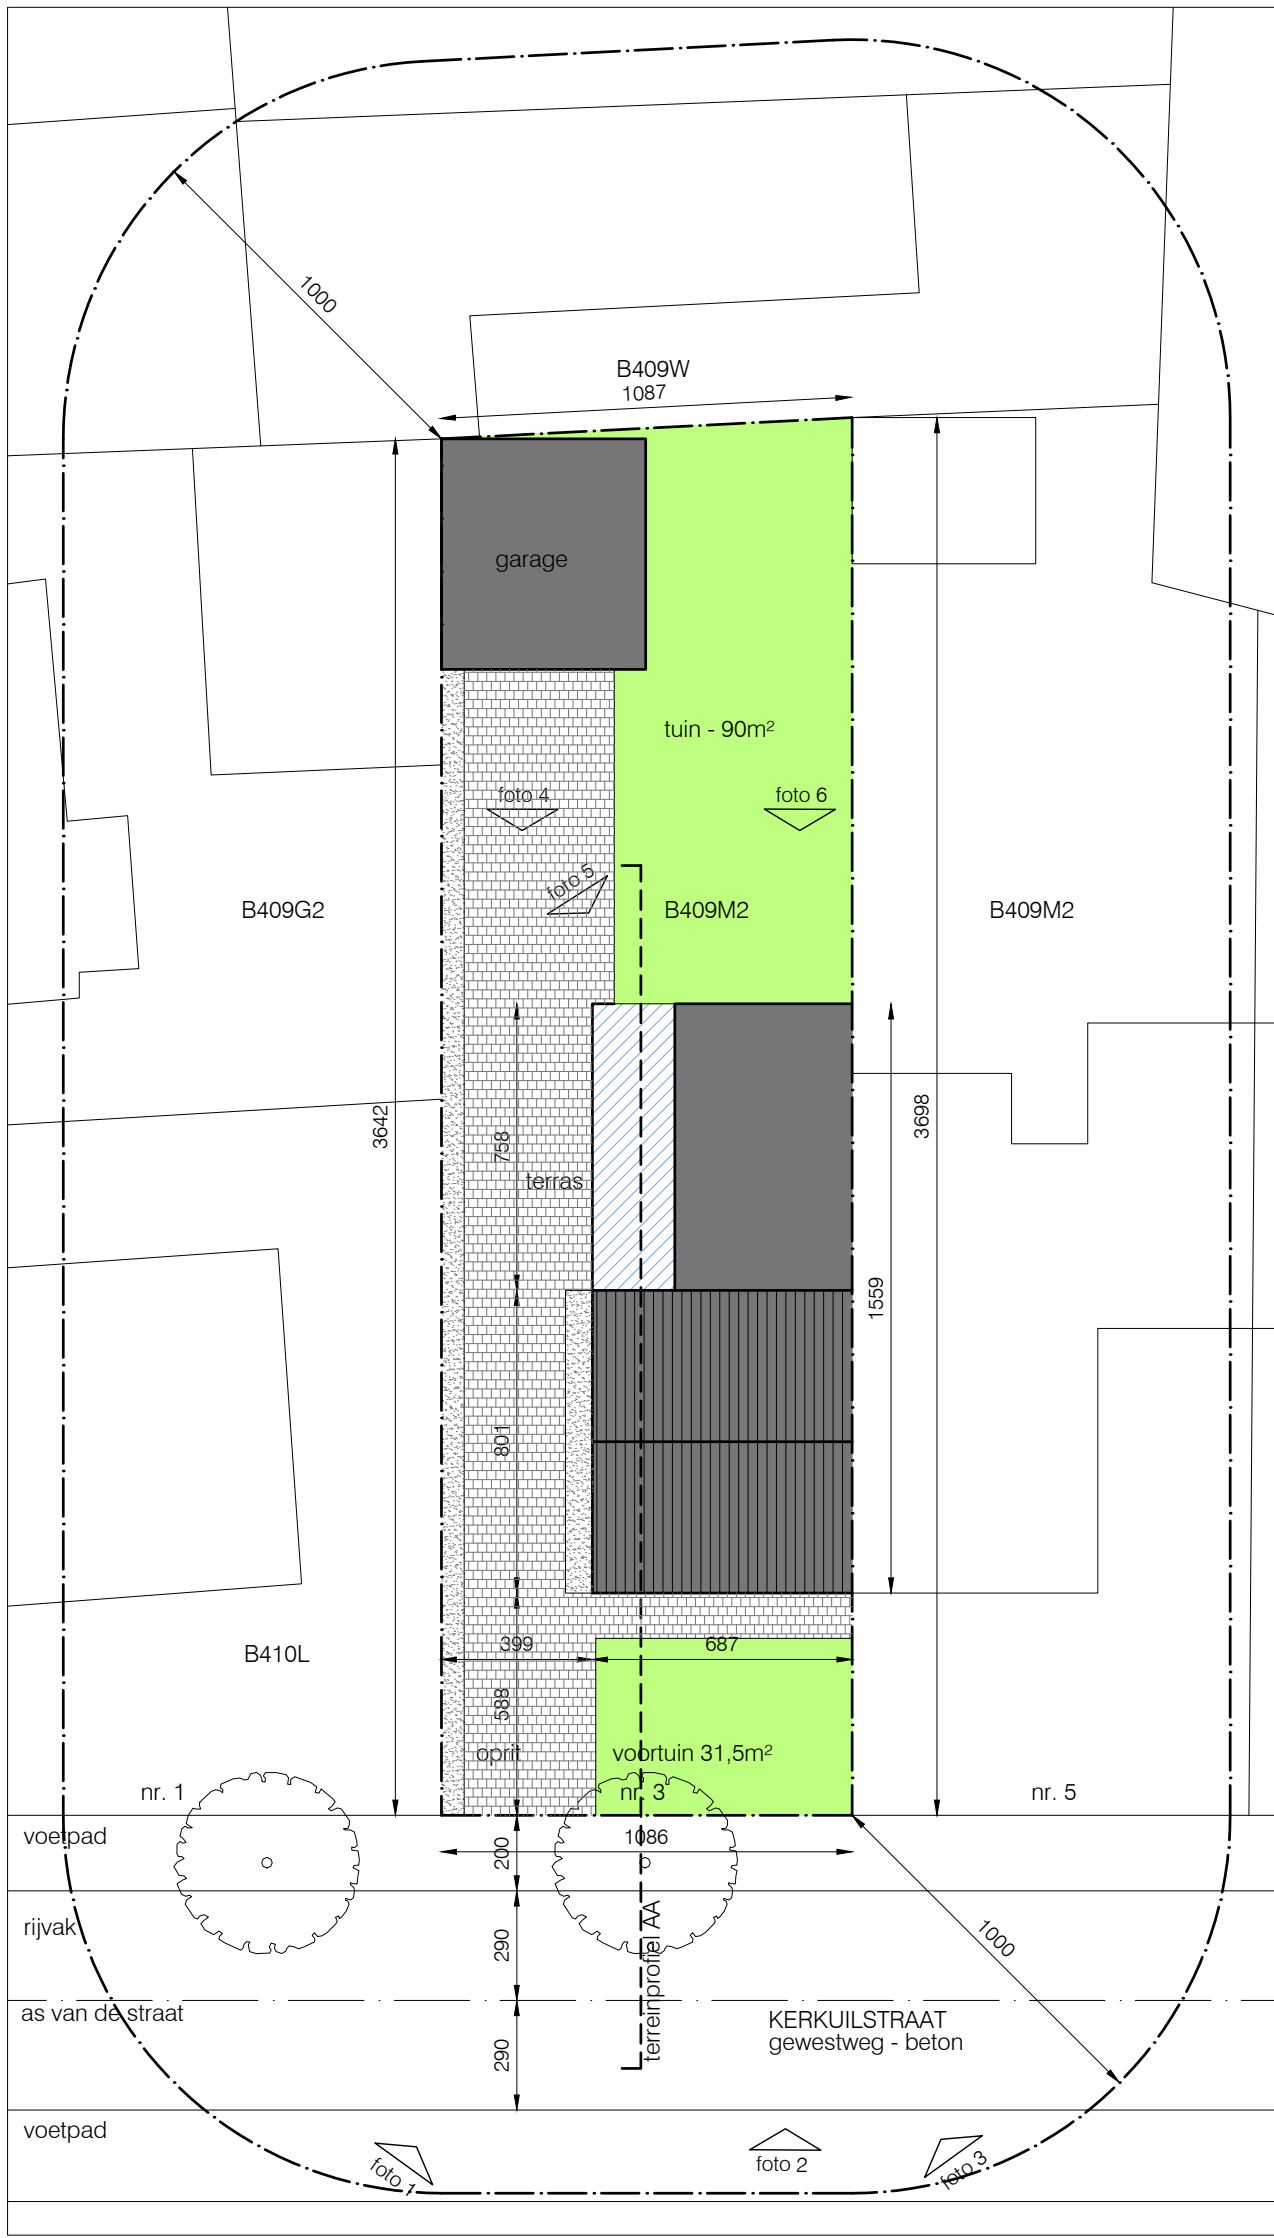 1000
B409W
1087
garage
tuin - 90m²
foto 4
foto 6
foto 5
B409G2
B409M2
B409M2
3642
758
3698
terras
1559
801
399
687
B410L
588
oprit
voortuin 31,5m²
nr. 1
nr. 3
nr. 5
voetpad
200
1086
rijvak
290
terreinprofiel AA
1000
as van de straat
KERKUILSTRAAT
gewestweg - beton
290
voetpad
foto 1
foto 2
foto 3